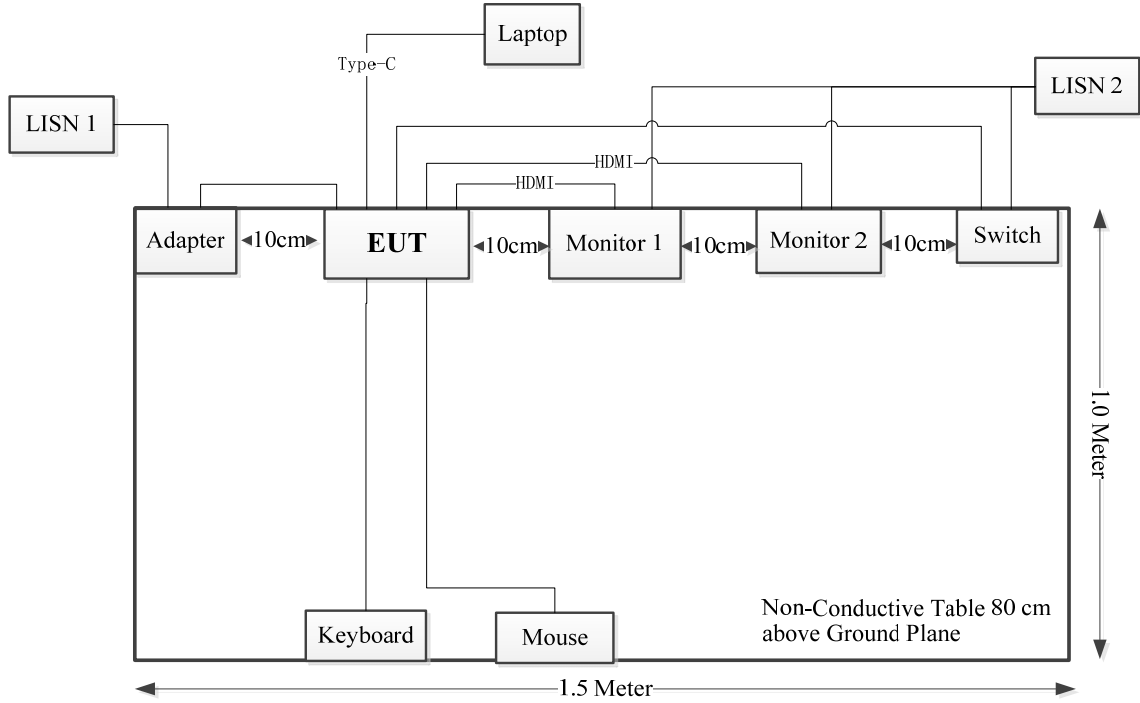 Laptop
Type-C
LISN 2
LISN 1
HDMI
HDMI
Adapter
10cm
EUT
10cm
Monitor 1
10cm
Monitor 2
10cm
Switch
1.0 Meter
Non-Conductive Table 80 cm
above Ground Plane
Keyboard
Mouse
1.5 Meter